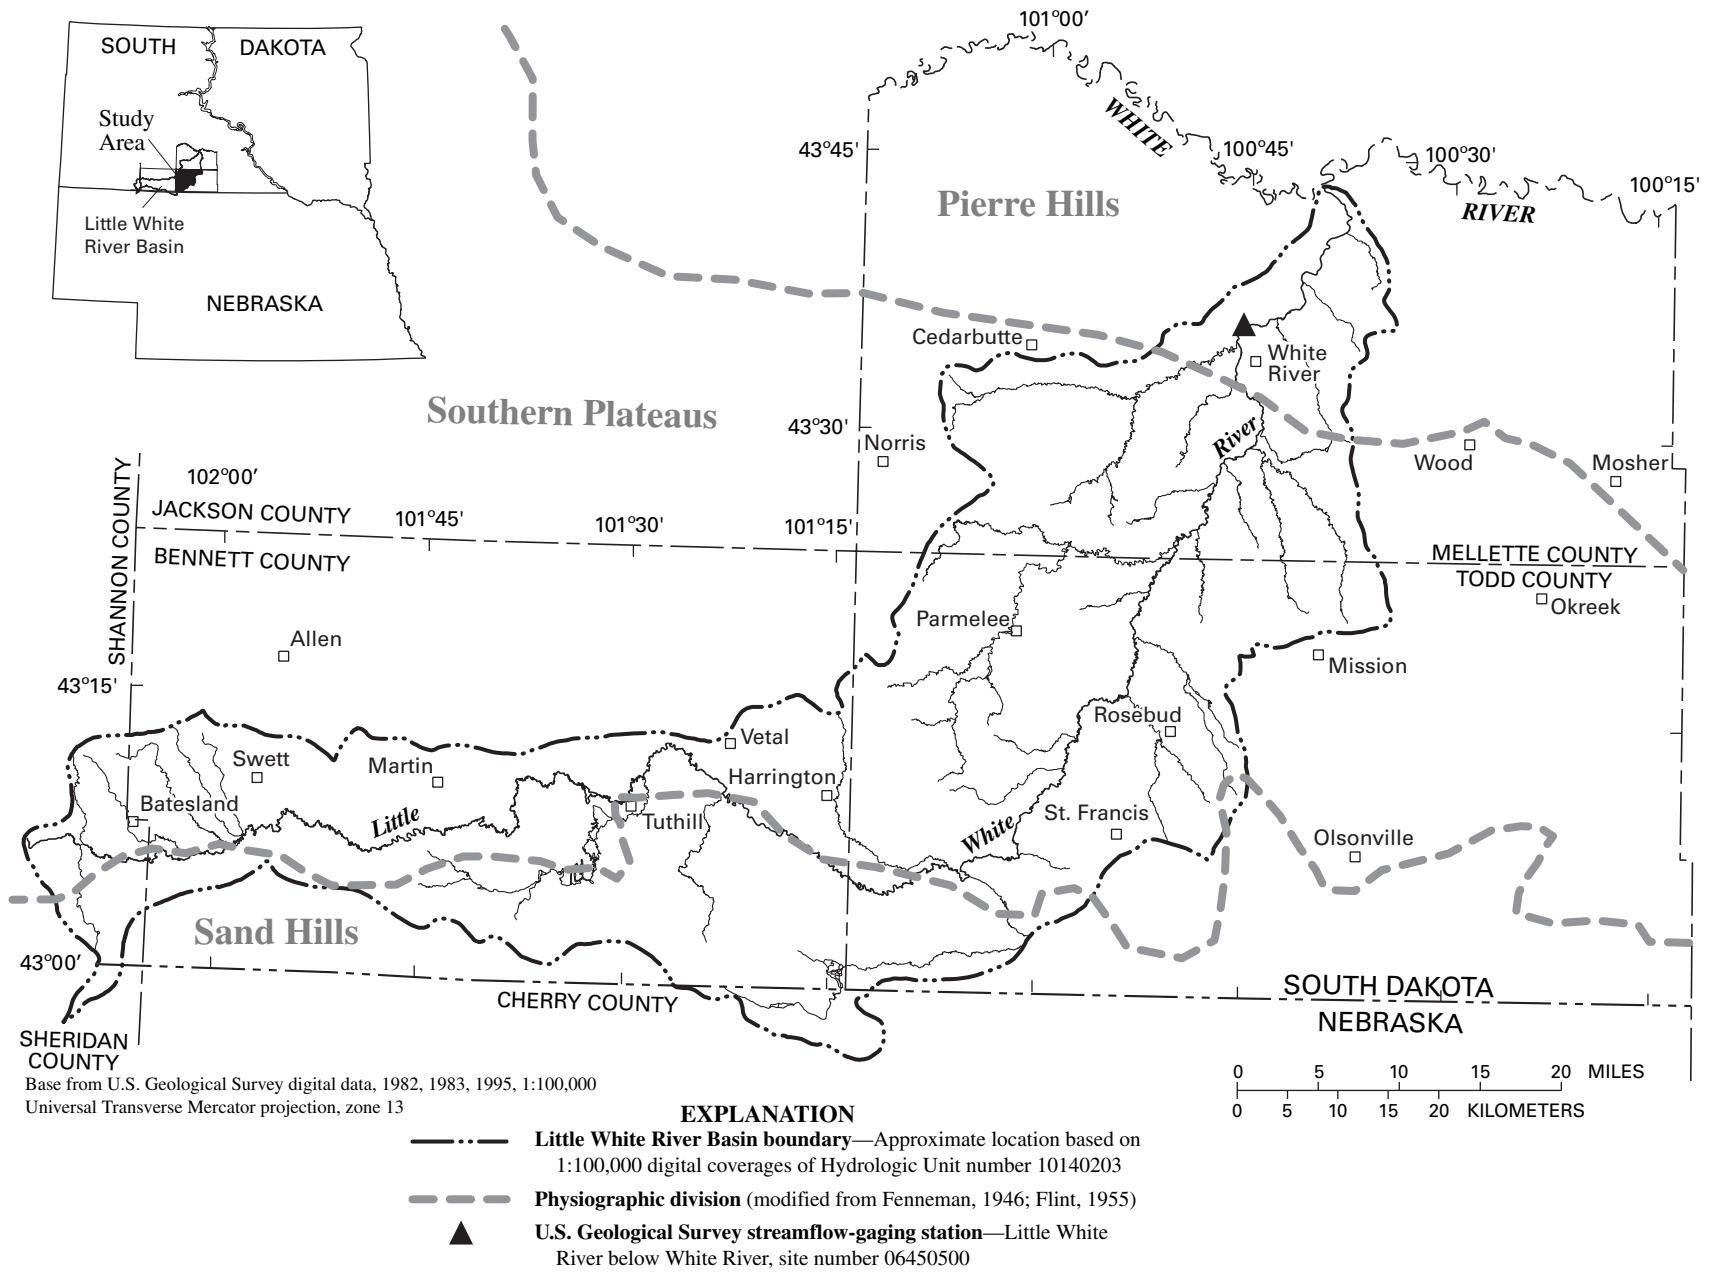 SOUTH DAKOTA
Study
Area
Little White
River Basin
NEBRASKA
101°00’
43°45'
WHITE
100°45'
100°30'
RIVER
100°15'
Pierre Hills
Cedarbutte
White
River
Southern Plateaus
43°30'
Norris
River
Wood
Mosher
SHANNON COUNTY
102°00’
JACKSON COUNTY
101°45'
101°30'
101°15'
BENNETT COUNTY
MELLETTE COUNTY
TODD COUNTY
Okreek
Parmelee
Allen
Mission
43°15'
Rosebud
Vetal
Swett
Martin
Harrington
Batesland
Little
Tuthill
White
St. Francis
Olsonville
Sand Hills
43°00’
CHERRY COUNTY
SOUTH DAKOTA
NEBRASKA
SHERIDAN
COUNTY
0 5 10 15 20 MILES
0 5 10 15 20 KILOMETERS
Base from U.S. Geological Survey digital data, 1982, 1983, 1995, 1:100,000
Universal Transverse Mercator projection, zone 13
EXPLANATION
Little White River Basin boundary—Approximate location based on
1:100,000 digital coverages of Hydrologic Unit number 10140203
Physiographic division (modified from Fenneman, 1946; Flint, 1955)
U.S. Geological Survey streamflow-gaging station—Little White
River below White River, site number 06450500